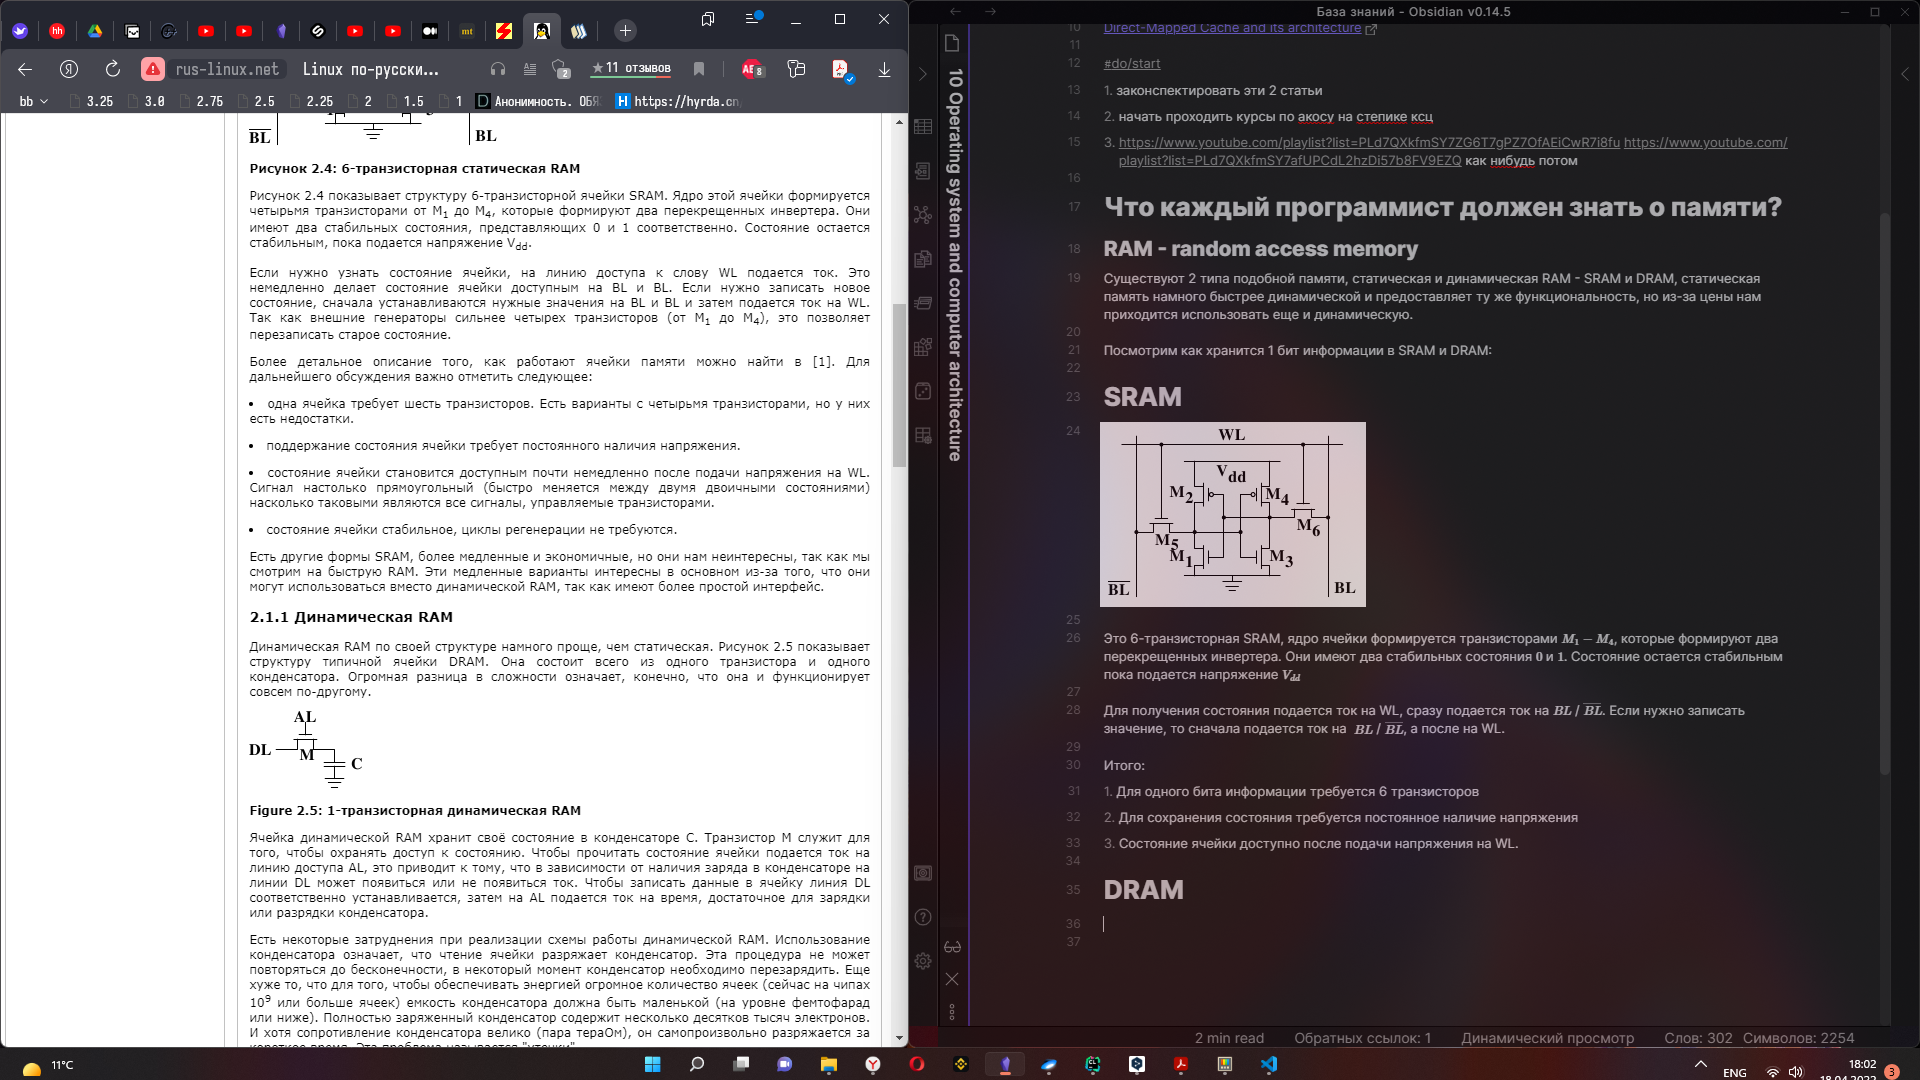 База знаний - Obsidian v0.14.5
rus-linux.net
Linux по-русски...
11 отзывов
bb
3.25
3.0
2.75
2.5
2.25
2
1.5
1
Анонимность. ОБЯ
https://hyrda.cn
BL
BL
Рисунок 2.4: 6-транзисторная статическая RAM
Рисунок 2.4 показывает структуру 6-транзисторной ячейки SRAM. Ядро этой ячейки формируется
четырьмя транзисторами от M1 до M4, которые формируют два перекрещенных инвертера. Они
имеют два стабильных состояния, представляющих 0 и 1 соответственно. Состояние остается
стабильным, пока подается напряжение Vdd.
Если нужно узнать состояние ячейки, на линию доступа к слову WL подается ток. Это
немедленно делает состояние ячейки доступным на BL и BL. Если нужно записать новое
состояние, сначала устанавливаются нужные значения на BL и BL и затем подается ток на WL.
Так как внешние генераторы сильнее четырех транзисторов (от M1 до M4), это позволяет
перезаписать старое состояние.
Более детальное описание того, как работают ячейки памяти можно найти в [1]. Для
дальнейшего обсуждения важно отметить следующее:
• одна ячейка требует шесть транзисторов. Есть варианты с четырьмя транзисторами, но у них
есть недостатки.
• поддержание состояния ячейки требует постоянного наличия напряжения.
• состояние ячейки становится доступным почти немедленно после подачи напряжения на WL.
Сигнал настолько прямоугольный (быстро меняется между двумя двоичными состояниями)
насколько таковыми являются все сигналы, управляемые транзисторами.
• состояние ячейки стабильное, циклы регенерации не требуются.
Есть другие формы SRAM, более медленные и экономичные, но они нам неинтересны, так как мы
смотрим на быструю RAM. Эти медленные варианты интересны в основном из-за того, что они
могут использоваться вместо динамической RAM, так как имеют более простой интерфейс.
2.1.1 Динамическая RAM
Динамическая RAM по своей структуре намного проще, чем статическая. Рисунок 2.5 показывает
структуру типичной ячейки DRAM. Она состоит всего из одного транзистора и одного
конденсатора. Огромная разница в сложности означает, конечно, что она и функционирует
совсем по-другому.
AL
DL
M
C
Figure 2.5: 1-транзисторная динамическая RAM
Ячейка динамической RAM хранит своё состояние в конденсаторе C. Транзистор M служит для
того, чтобы охранять доступ к состоянию. Чтобы прочитать состояние ячейки подается ток на
линию доступа AL, это приводит к тому, что в зависимости от наличия заряда в конденсаторе на
линии DL может появиться или не появиться ток. Чтобы записать данные в ячейку линия DL
соответственно устанавливается, затем на AL подается ток на время, достаточное для зарядки
или разрядки конденсатора.
Есть некоторые затруднения при реализации схемы работы динамической RAM. Использование
конденсатора означает, что чтение ячейки разряжает конденсатор. Эта процедура не может
повторяться до бесконечности, в некоторый момент конденсатор необходимо перезарядить. Еще
хуже то, что для того, чтобы обеспечивать энергией огромное количество ячеек (сейчас на чипах
10^9 или больше ячеек) емкость конденсатора должна быть маленькой (на уровне фемтофарад
или ниже). Полностью заряженный конденсатор содержит несколько десятков тысяч электронов.
И хотя сопротивление конденсатора велико (пара тераОм), он самопроизвольно разряжается за
короткое время. Эта проблема называется "утечки"
10 Operating system and computer architecture
10 Direct-Mapped Cache and its architecture
11
12 #do/start
13 1. законспектировать эти 2 статьи
14 2. начать проходить курсы по акосу на степике ксц
15 3. https://www.youtube.com/playlist?list=PLd7QXkfmSY7ZG6T7gPZ7OfAEiCwR7i8fu https://www.youtube.com/
playlist?list=PLd7QXkfmSY7afUPCdL2hzDi57b8FV9EZQ как нибудь потом
16
17 Что каждый программист должен знать о памяти?
18 RAM - random access memory
19 Существуют 2 типа подобной памяти, статическая и динамическая RAM - SRAM и DRAM, статическая
память намного быстрее динамической и предоставляет ту же функциональность, но из-за цены нам
приходится использовать еще и динамическую.
20
21 Посмотрим как хранится 1 бит информации в SRAM и DRAM:
22
23 SRAM
24
WL
Vdd
M2
M4
M5
M6
M1
M3
BL
BL
25
26 Это 6-транзисторная SRAM, ядро ячейки формируется транзисторами M1 − M4, которые формируют два
перекрещенных инвертера. Они имеют два стабильных состояния 0 и 1. Состояние остается стабильным
пока подается напряжение Vdd
27
28 Для получения состояния подается ток на WL, сразу подается ток на BL / BL. Если нужно записать
значение, то сначала подается ток на BL / BL, а после на WL.
29
30 Итого:
31 1. Для одного бита информации требуется 6 транзисторов
32 2. Для сохранения состояния требуется постоянное наличие напряжения
33 3. Состояние ячейки доступно после подачи напряжения на WL.
34
35 DRAM
36
37
2 min read
Обратных ссылок: 1
Динамический просмотр
Слов: 302
Символов: 2254
11°C
ENG
18:02
18.04.2022
3